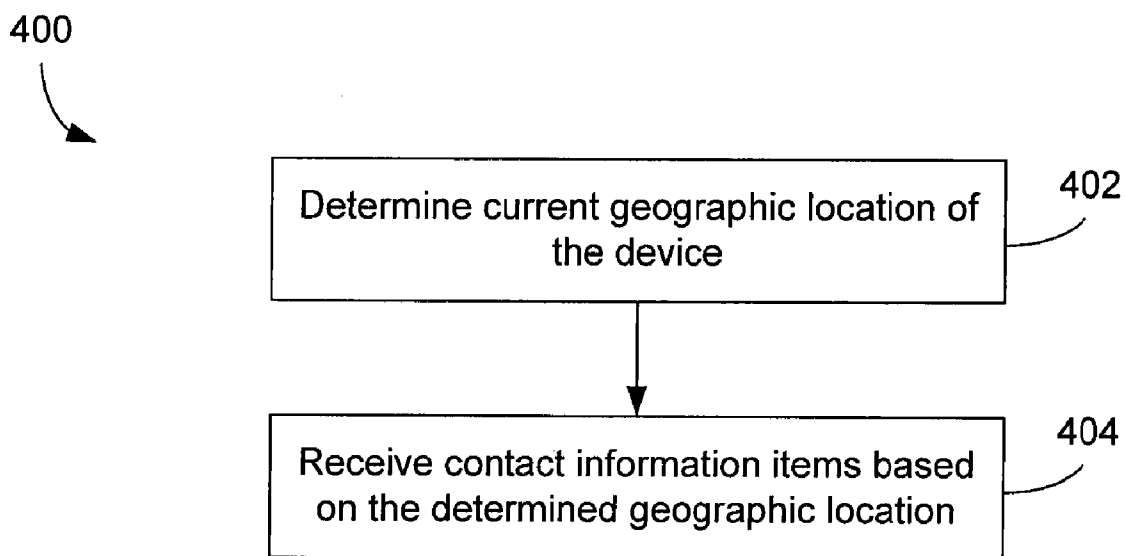 400
Determine current geographic location of
the device
402
Receive contact information items based
on the determined geographic location
404